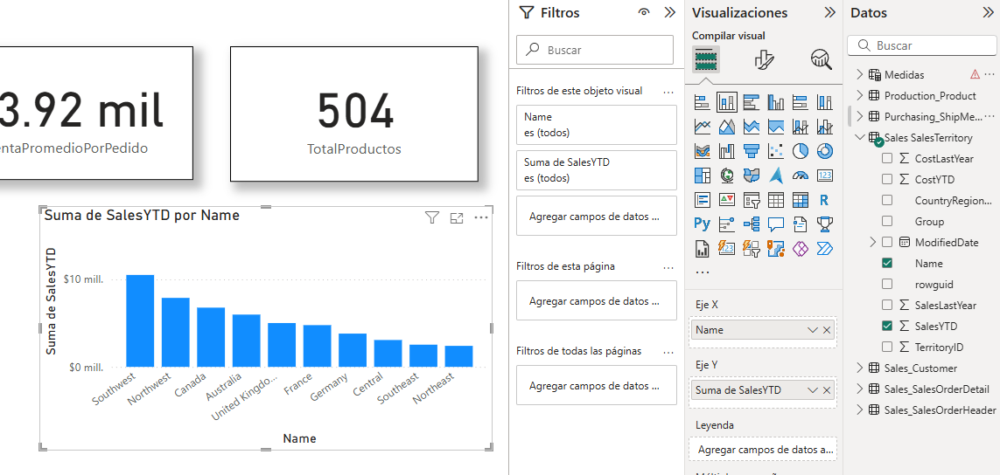 3.92 mil
entaPromedioPorPedido
504
TotalProductos
Suma de SalesYTD por Name
Suma de SalesYTD
$10 mill.
$0 mill.
Southwest
Northwest
Canada
Australia
United Kingdo...
France
Germany
Central
Southeast
Northeast
Name
Filtros
Buscar
Filtros de este objeto visual
...
Name
es (todos)
Suma de SalesYTD
es (todos)
Agregar campos de datos ...
Filtros de esta página
...
Agregar campos de datos ...
Filtros de todas las páginas
...
Agregar campos de datos ...
Visualizaciones
Compilar visual
123
R
Py
123
...
Eje X
Name
Eje Y
Suma de SalesYTD
Leyenda
Agregar campos de datos a...
Datos
Buscar
Medidas
...
Production_Product
Purchasing_ShipMe...
...
Sales SalesTerritory
CostLastYear
CostYTD
CountryRegion...
Group
ModifiedDate
Name
rowguid
SalesLastYear
SalesYTD
TerritoryID
Sales_Customer
Sales_SalesOrderDetail
Sales_SalesOrderHeader